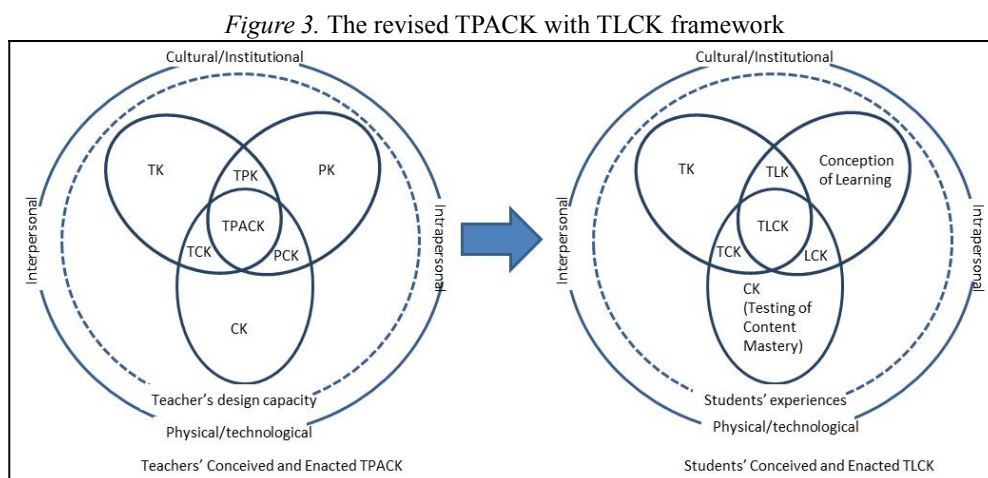 Figure 3. The revised TPACK with TLCK framework
Cultural/Institutional
TK
TPK
PK
TPACK
TCK
PCK
CK
Interpersonal
Intrapersonal
Teacher's design capacity
Physical/technological
Teachers' Conceived and Enacted TPACK
Cultural/Institutional
TK
TLK
Conception
of Learning
TLCK
TCK
LCK
CK
(Testing of
Content
Mastery)
Interpersonal
Intrapersonal
Students' experiences
Physical/technological
Students' Conceived and Enacted TLCK